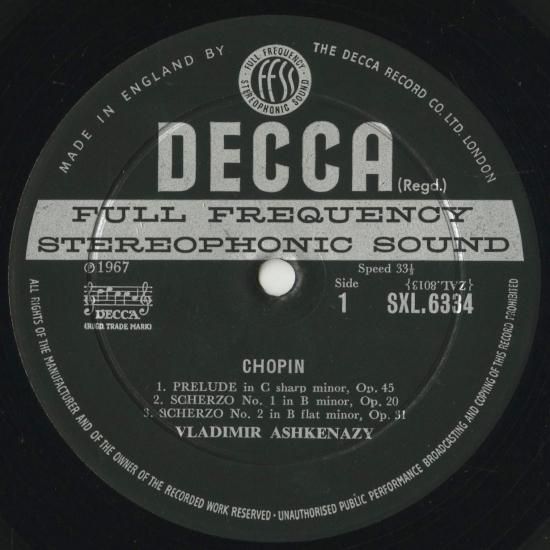 MADE IN ENGLAND BY
FULL FREQUENCY
ffss
STEREOPHONIC SOUND
THE DECCA RECORD CO. LTD. LONDON
DECCA (Regd.)
FULL FREQUENCY
STEREOPHONIC SOUND
℗1967
Speed 33⅓
DECCA
(REGD. TRADE MARK)
Side
1
{ZAL.8013}
SXL.6334
CHOPIN
1. PRELUDE in C sharp minor, Op. 45
2. SCHERZO No. 1 in B minor, Op. 20
3. SCHERZO No. 2 in B flat minor, Op. 31
VLADIMIR ASHKENAZY
ALL RIGHTS OF THE MANUFACTURER AND OF THE OWNER OF THE RECORDED WORK RESERVED · UNAUTHORISED PUBLIC PERFORMANCE BROADCASTING AND COPYING OF THIS RECORD PROHIBITED